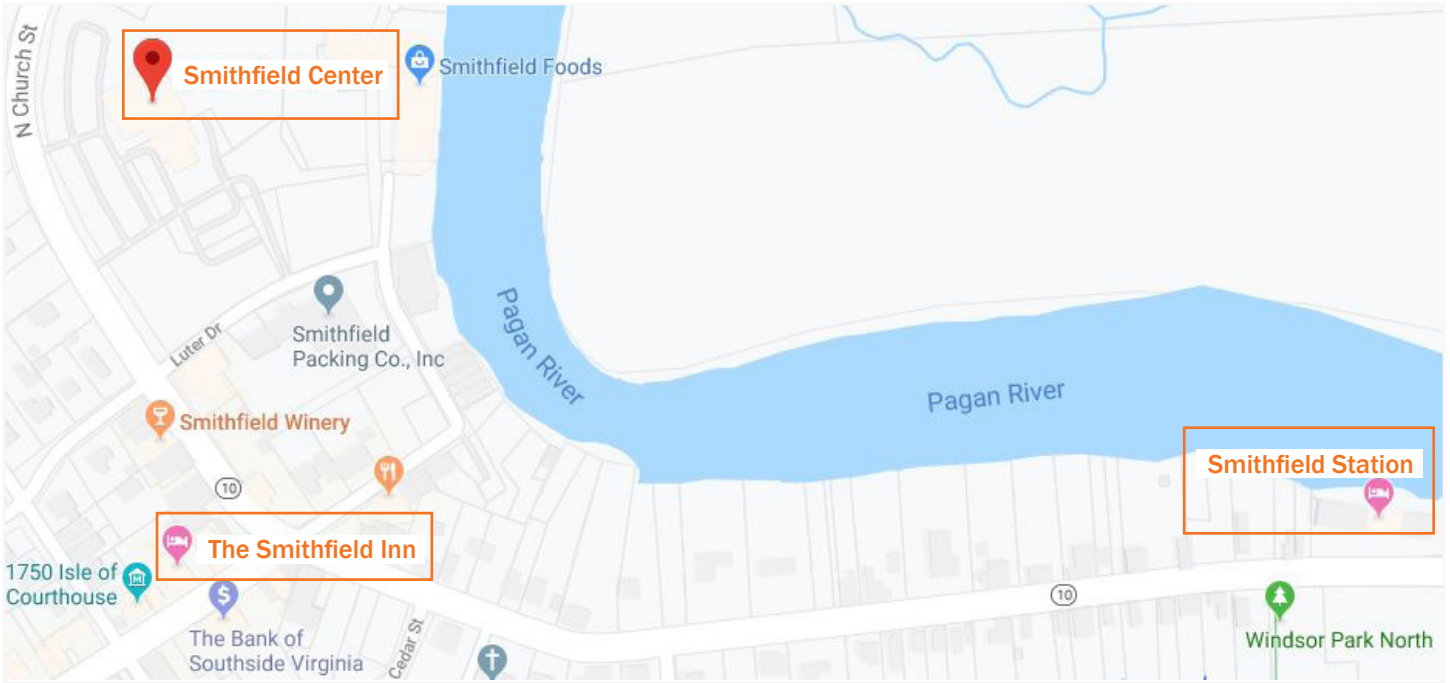 N Church St
Smithfield Center
Smithfield Foods
Luter Dr
Smithfield
Packing Co., Inc
Pagan River
Pagan River
Smithfield Winery
10
Smithfield Station
The Smithfield Inn
1750 Isle of
Courthouse
M
$
The Bank of
Southside Virginia
Cedar St
10
Windsor Park North